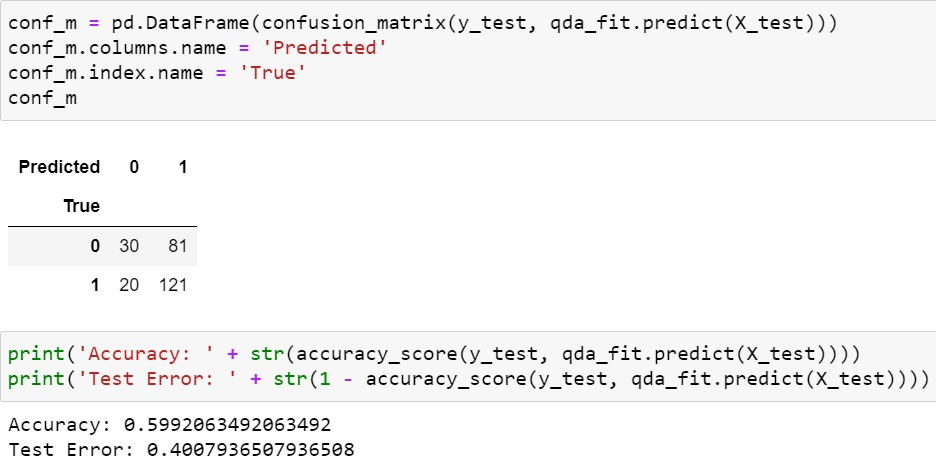 conf_m = pd.DataFrame(confusion_matrix(y_test, qda_fit.predict(X_test)))
conf_m.columns.name = 'Predicted'
conf_m.index.name = 'True'
conf_m
Predicted 0 1
True
0 30 81
1 20 121
print('Accuracy: ' + str(accuracy_score(y_test, qda_fit.predict(X_test))))
print('Test Error: ' + str(1 - accuracy_score(y_test, qda_fit.predict(X_test))))
Accuracy: 0.5992063492063492
Test Error: 0.4007936507936508